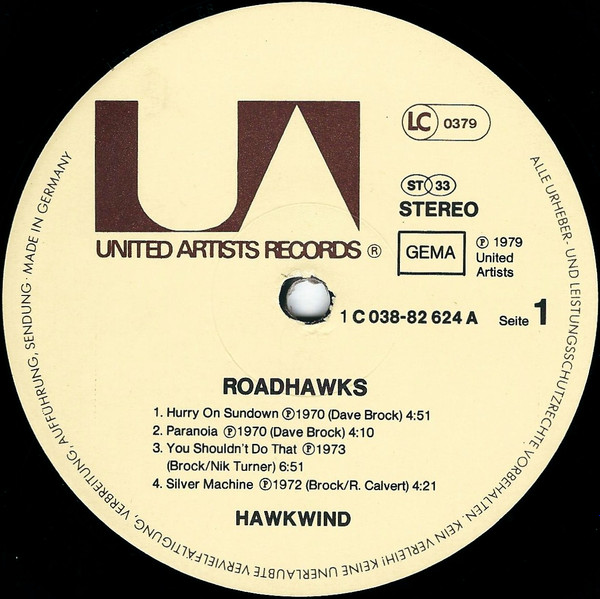 UA
UNITED ARTISTS RECORDS ®
LC 0379
ST 33
STEREO
GEMA
℗ 1979
United
Artists
1 C 038-82 624 A
Seite 1
ROADHAWKS
1. Hurry On Sundown ℗ 1970 (Dave Brock) 4:51
2. Paranoia ℗ 1970 (Dave Brock) 4:10
3. You Shouldn't Do That ℗ 1973
(Brock/Nik Turner) 6:51
4. Silver Machine ℗ 1972 (Brock/R. Calvert) 4:21
HAWKWIND
ALLE URHEBER- UND LEISTUNGSSCHUTZRECHTE VORBEHALTEN. KEIN VERLEIH! KEINE UNERLAUBTE VERVIELFÄLTIGUNG, VERBREITUNG, AUFFÜHRUNG, SENDUNG · MADE IN GERMANY